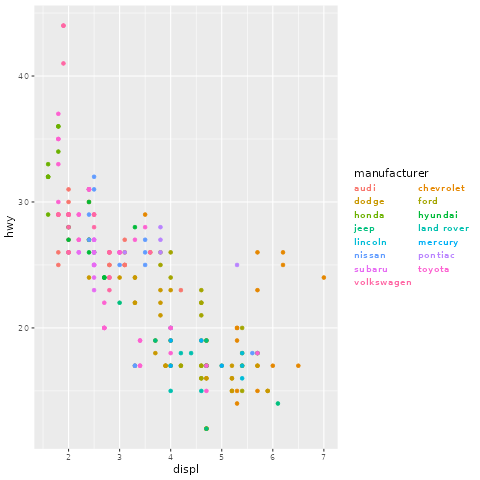 manufacturer
audi chevrolet
dodge ford
honda hyundai
jeep land rover
lincoln mercury
nissan pontiac
subaru toyota
volkswagen
40
30
20
hwy
2 3 4 5 6 7
displ